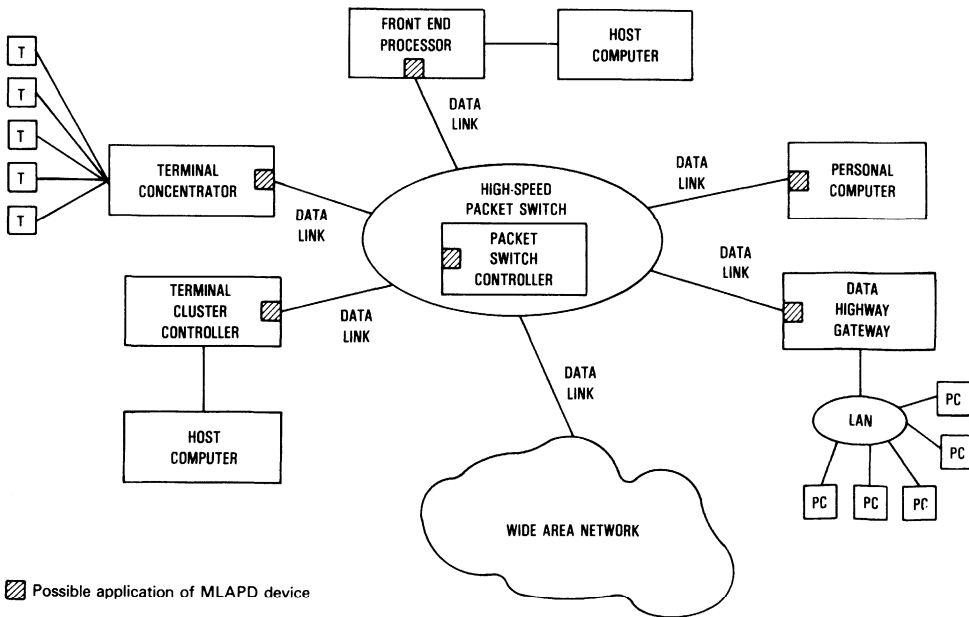 FRONT END
PROCESSOR
HOST
COMPUTER
T
T
T
T
T
TERMINAL
CONCENTRATOR
DATA
LINK
DATA
LINK
HIGH-SPEED
PACKET SWITCH
PACKET
SWITCH
CONTROLLER
DATA
LINK
PERSONAL
COMPUTER
TERMINAL
CLUSTER
CONTROLLER
DATA
LINK
DATA
LINK
DATA
HIGHWAY
GATEWAY
HOST
COMPUTER
DATA
LINK
LAN
PC
PC
PC
PC
PC
WIDE AREA NETWORK
Possible application of MLAPD device